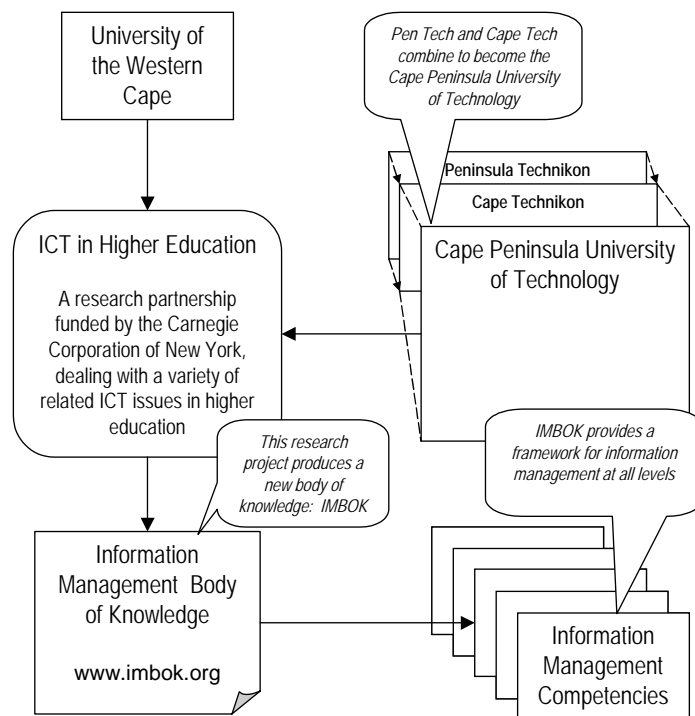 University of
the Western
Cape
Pen Tech and Cape Tech
combine to become the
Cape Peninsula University
of Technology
Peninsula Technikon
Cape Technikon
Cape Peninsula University
of Technology
ICT in Higher Education
A research partnership
funded by the Carnegie
Corporation of New York,
dealing with a variety of
related ICT issues in higher
education
This research
project produces a
new body of
knowledge: IMBOK
IMBOK provides a
framework for information
management at all levels
Information
Management Body
of Knowledge
www.imbok.org
Information
Management
Competencies